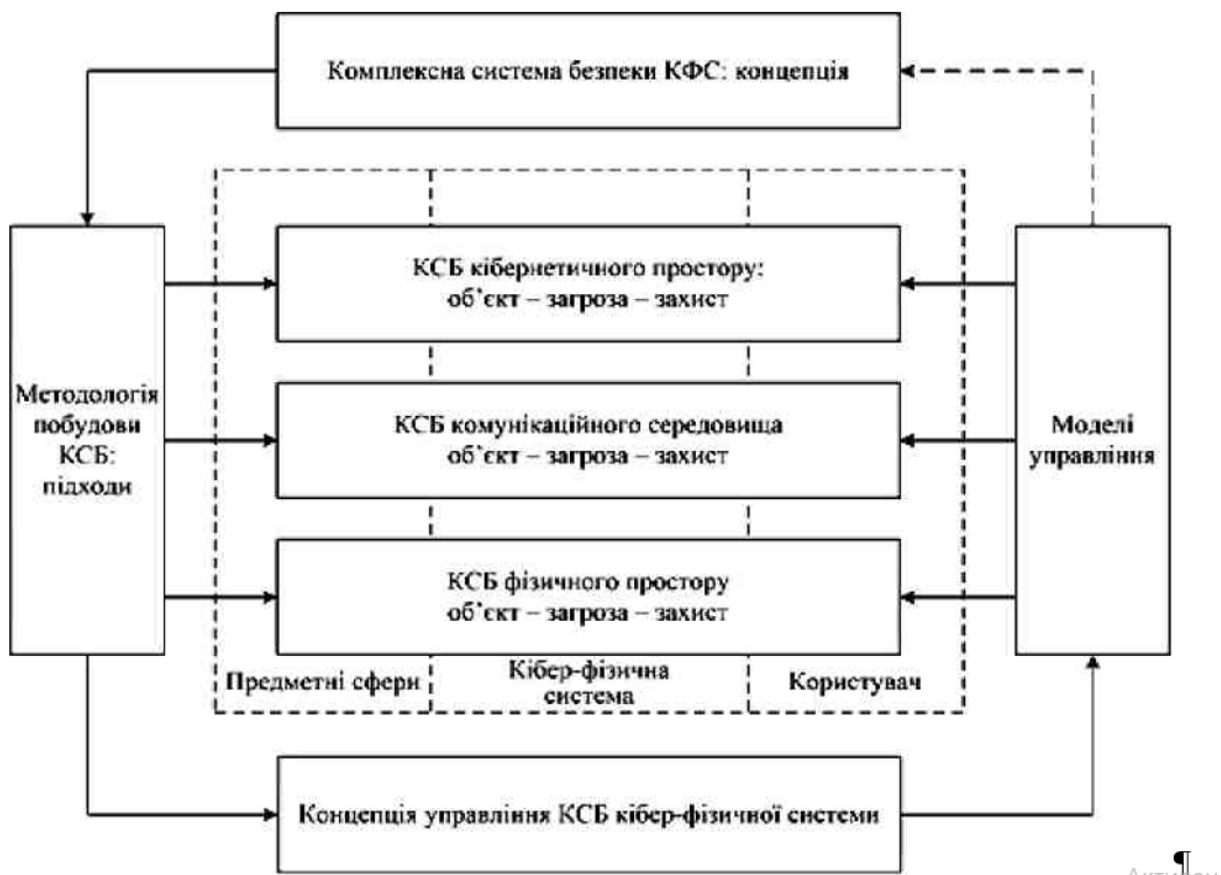 Комплексна система безпеки КФС: концепція
КСБ кібернетичного простору:
об’єкт – загроза – захист
Методологія
побудови
КСБ:
підходи
КСБ комунікаційного середовища
об’єкт – загроза – захист
Моделі
управління
КСБ фізичного простору
об’єкт – загроза – захист
Предметні сфери
Кібер-фізична
система
Користувач
Концепція управління КСБ кібер-фізичної системи
¶